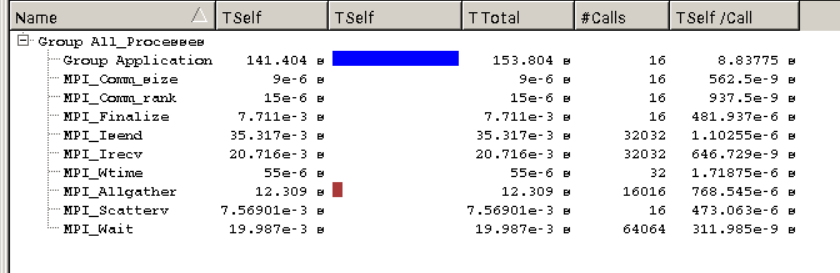 Name TSelf TSelf TTotal #Calls TSelf /Call
Group All_Processes
Group Application 141.404 s 153.804 s 16 8.83775 s
MPI_Comm_size 9e-6 s 9e-6 s 16 562.5e-9 s
MPI_Comm_rank 15e-6 s 15e-6 s 16 937.5e-9 s
MPI_Finalize 7.711e-3 s 7.711e-3 s 16 481.937e-6 s
MPI_Isend 35.317e-3 s 35.317e-3 s 32032 1.10255e-6 s
MPI_Irecv 20.716e-3 s 20.716e-3 s 32032 646.729e-9 s
MPI_Wtime 55e-6 s 55e-6 s 32 1.71875e-6 s
MPI_Allgather 12.309 s 12.309 s 16016 768.545e-6 s
MPI_Scatterv 7.56901e-3 s 7.56901e-3 s 16 473.063e-6 s
MPI_Wait 19.987e-3 s 19.987e-3 s 64064 311.985e-9 s